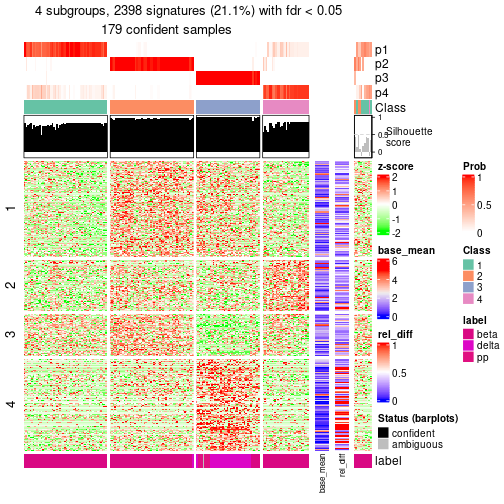 4 subgroups, 2398 signatures (21.1%) with fdr < 0.05
179 confident samples
p1
p2
p3
p4
Class
1
0.5
0
Silhouette
score
1
2
3
4
z-score
2
1
0
-1
-2
Prob
1
0.5
0
base_mean
6
4
2
0
Class
1
2
3
4
rel_diff
1
0.5
0
label
beta
delta
pp
Status (barplots)
confident
ambiguous
label
base_mean
rel_diff